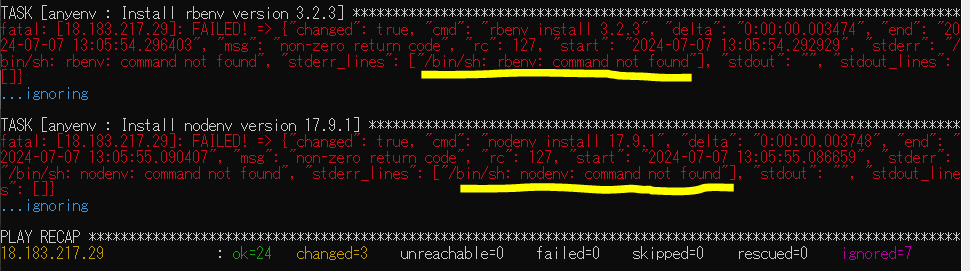 TASK [anyenv : Install rbenv version 3.2.3] **************************************************************************
fatal: [18.183.217.29]: FAILED! => {"changed": true, "cmd": "rbenv install 3.2.3", "delta": "0:00:00.003474", "end": "20
24-07-07 13:05:54.296403", "msg": "non-zero return code", "rc": 127, "start": "2024-07-07 13:05:54.292929", "stderr": "/
bin/sh: rbenv: command not found", "stderr_lines": ["/bin/sh: rbenv: command not found"], "stdout": "", "stdout_lines":
[]}
...ignoring
TASK [anyenv : Install nodenv version 17.9.1] ************************************************************************
fatal: [18.183.217.29]: FAILED! => {"changed": true, "cmd": "nodenv install 17.9.1", "delta": "0:00:00.003748", "end":
"2024-07-07 13:05:55.090407", "msg": "non-zero return code", "rc": 127, "start": "2024-07-07 13:05:55.086659", "stderr":
"/bin/sh: nodenv: command not found", "stderr_lines": ["/bin/sh: nodenv: command not found"], "stdout": "", "stdout_line
s": []}
...ignoring
PLAY RECAP ***********************************************************************************************************
18.183.217.29 : ok=24 changed=3 unreachable=0 failed=0 skipped=0 rescued=0 ignored=7